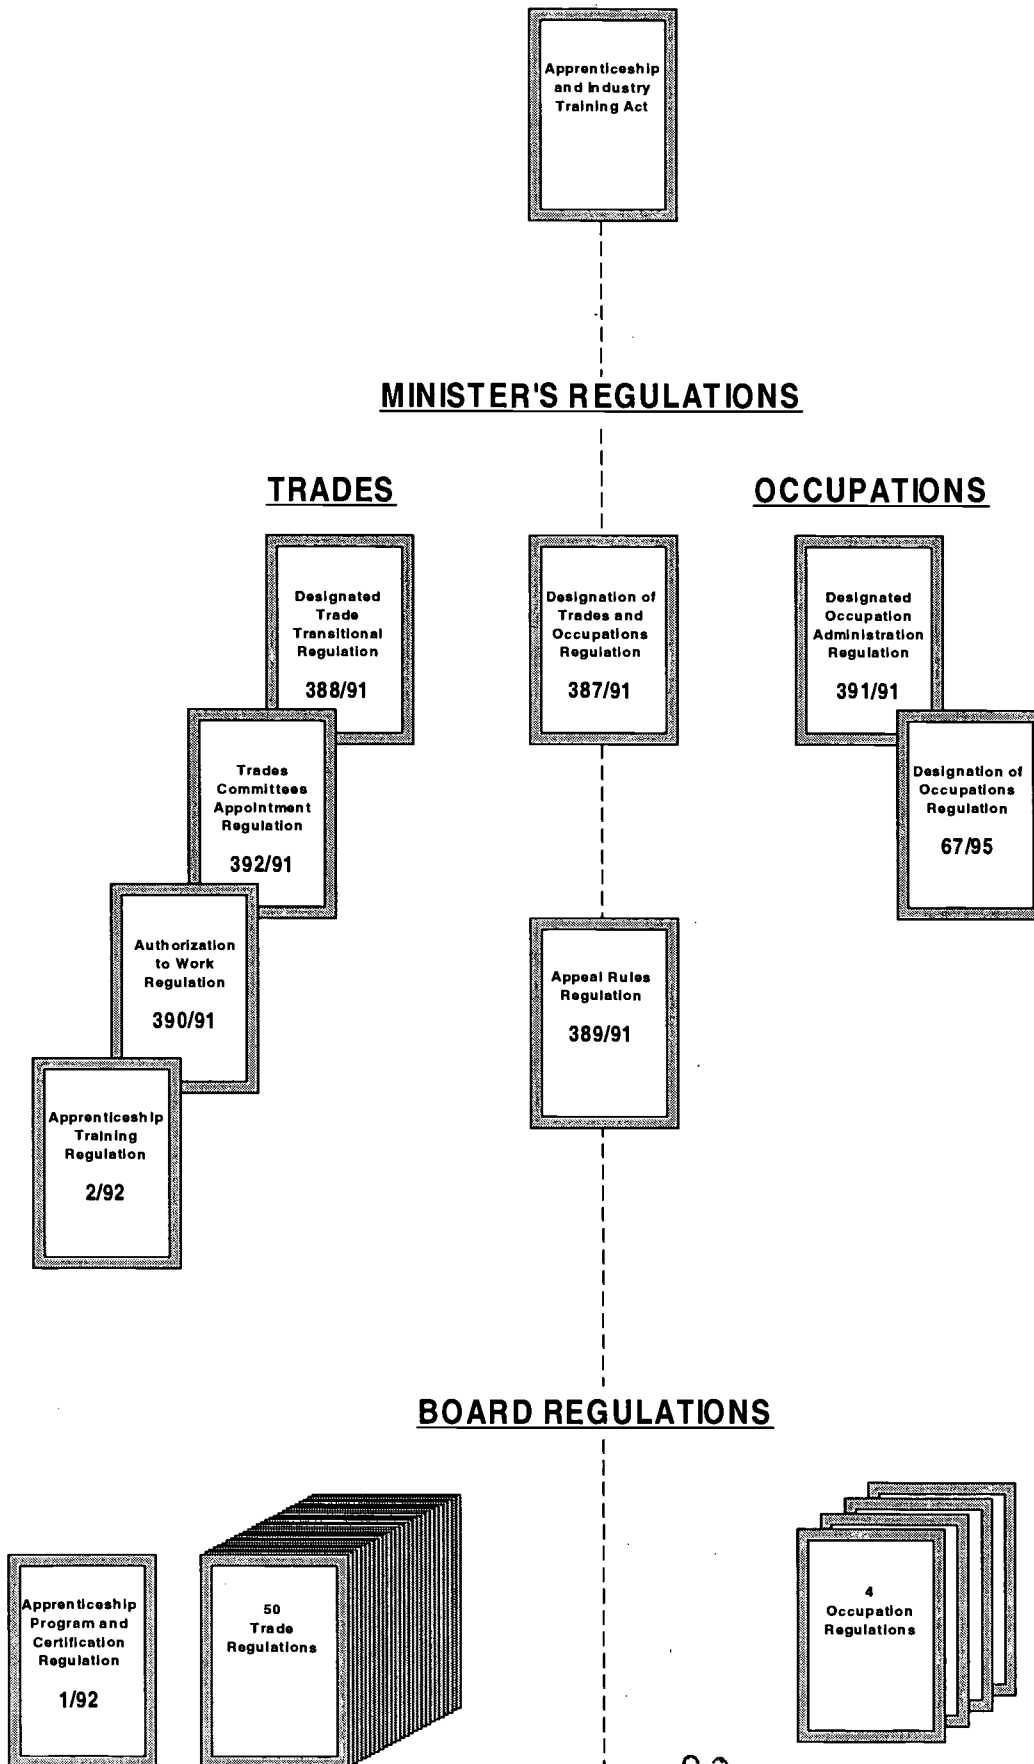 Apprenticeship
and Industry
Training Act
MINISTER'S REGULATIONS
TRADES
OCCUPATIONS
Designated
Trade
Transitional
Regulation
388/91
Trades
Committees
Appointment
Regulation
392/91
Authorization
to Work
Regulation
390/91
Apprenticeship
Training
Regulation
2/92
Designation of
Trades and
Occupations
Regulation
387/91
Appeal Rules
Regulation
389/91
Designated
Occupation
Administration
Regulation
391/91
Designation of
Occupations
Regulation
67/95
BOARD REGULATIONS
Apprenticeship
Program and
Certification
Regulation
1/92
50
Trade
Regulations
4
Occupation
Regulations